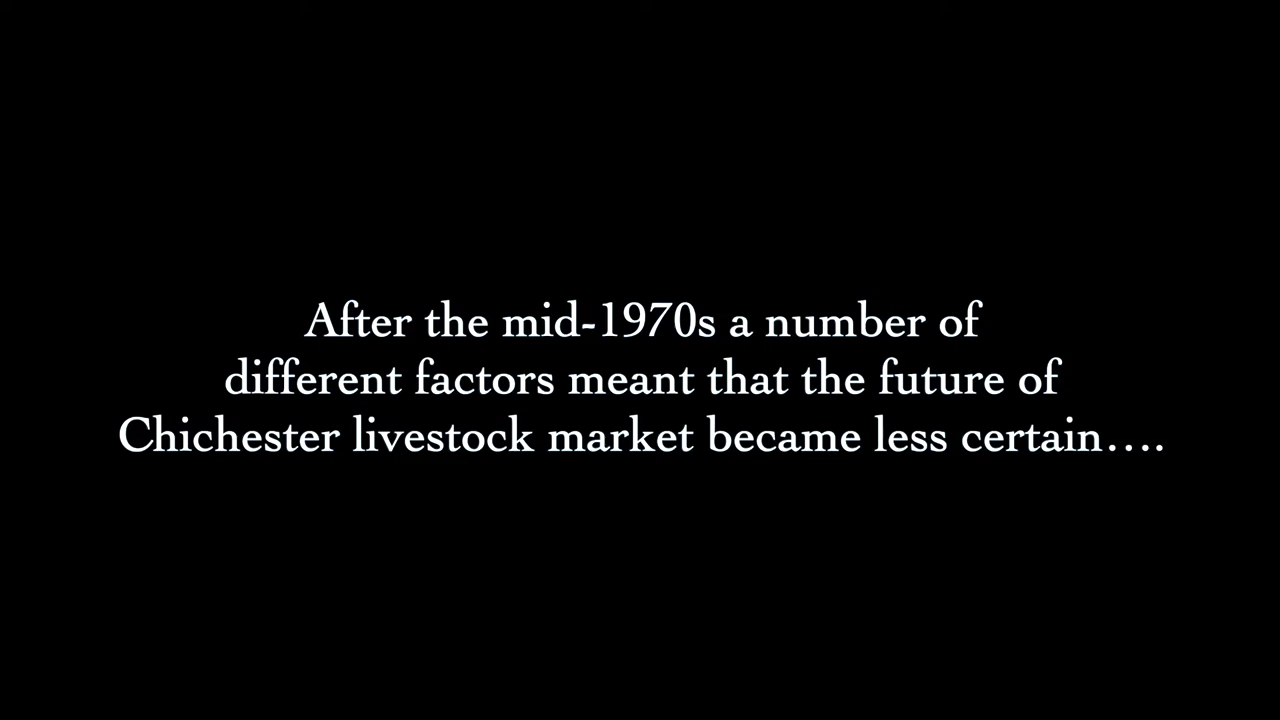 After the mid-1970s a number of
different factors meant that the future of
Chichester livestock market became less certain….